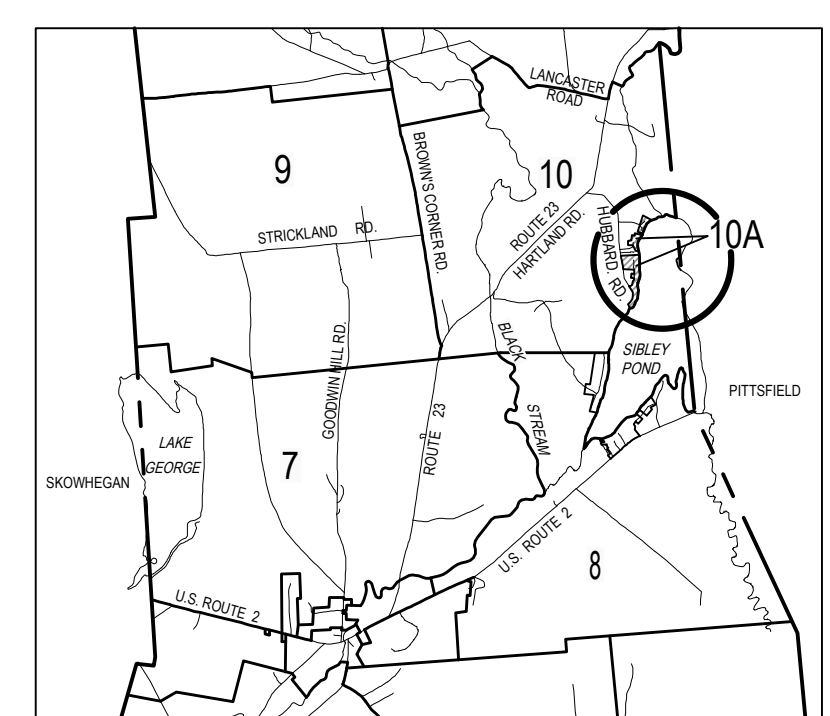 LANCASTER
ROAD
9
10
BROWN'S CORNER RD.
ROUTE 23
HARTLAND RD.
HUBBARD. RD.
10A
STRICKLAND RD.
GOODWIN HILL RD.
BLACK
STREAM
SIBLEY
POND
PITTSFIELD
ROUTE 23
LAKE
GEORGE
7
SKOWHEGAN
U.S. ROUTE 2
8
U.S. ROUTE 2